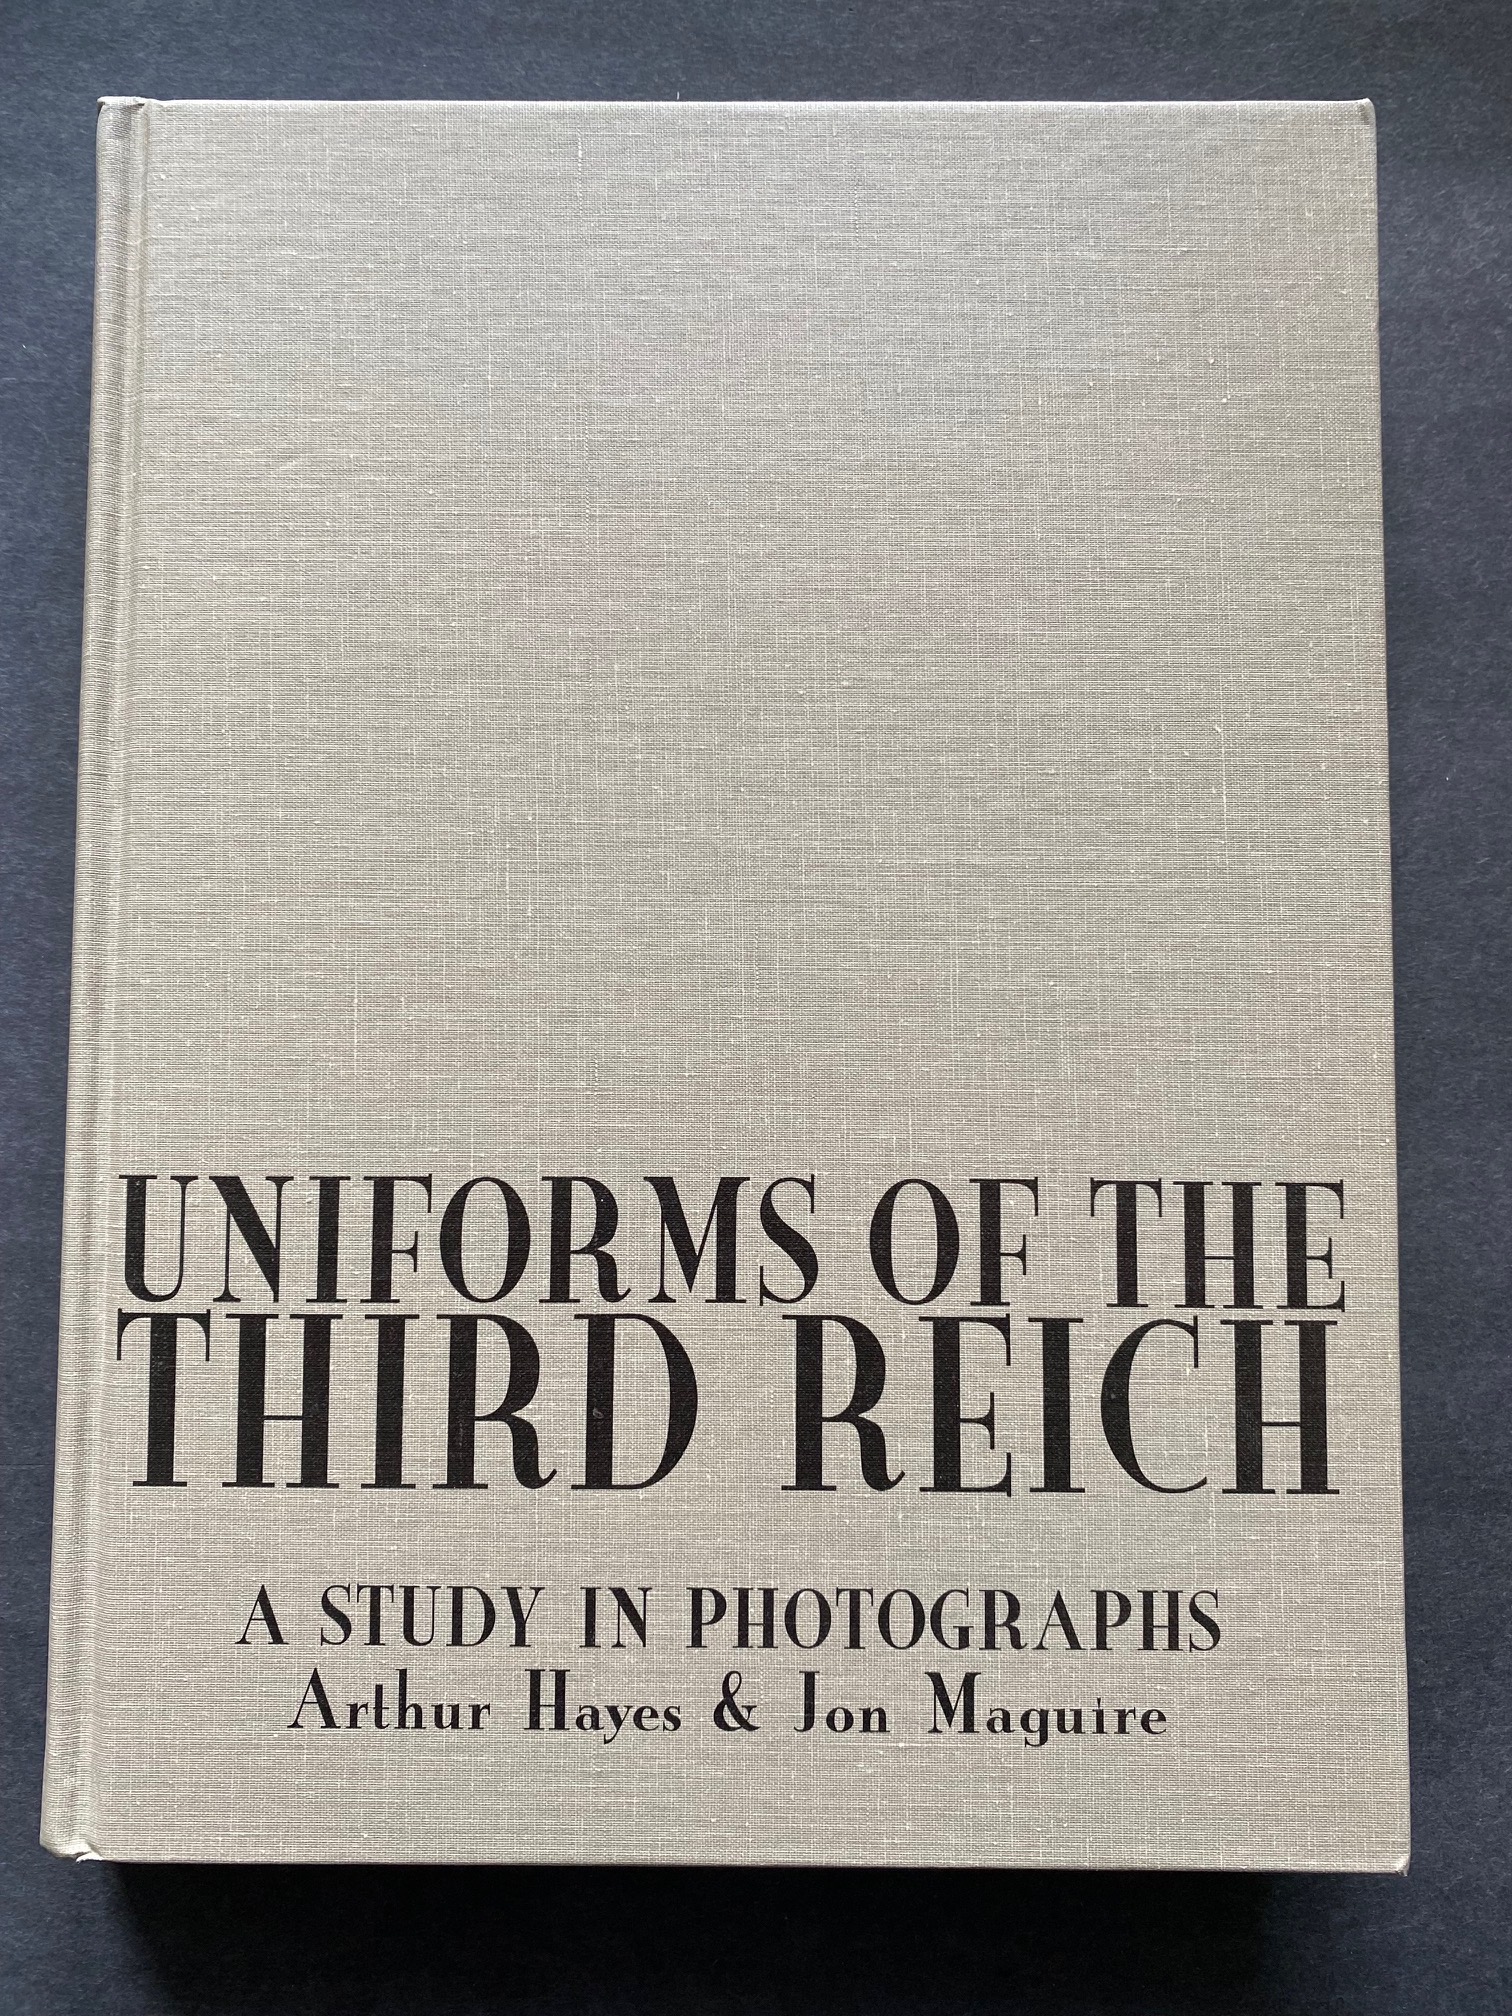 UNIFORMS OF THE
THIRD REICH
A STUDY IN PHOTOGRAPHS
Arthur Hayes & Jon Maguire